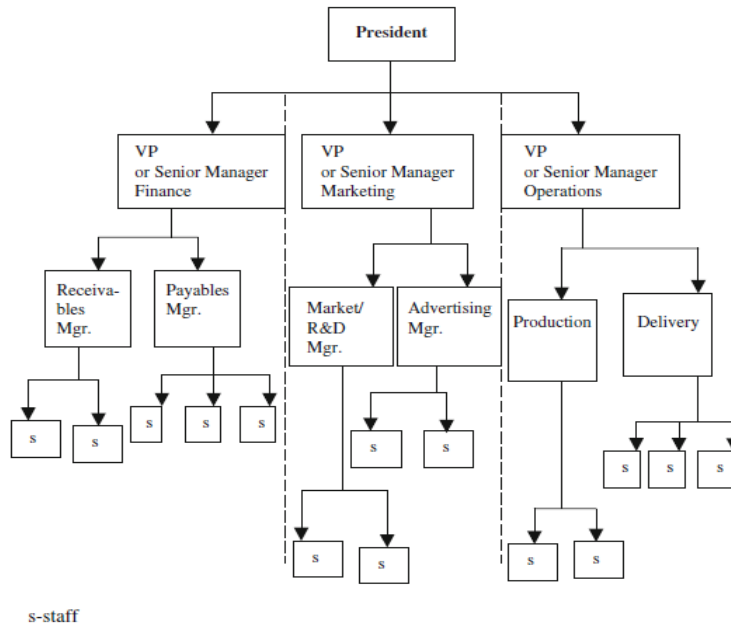 President
VP
or Senior Manager
Finance
VP
or Senior Manager
Marketing
VP
or Senior Manager
Operations
Receiva-
bles
Mgr.
Payables
Mgr.
Market/
R&D
Mgr.
Advertising
Mgr.
Production
Delivery
s
s
s
s
s
s
s
s
s
s
s
s
s
s
s-staff